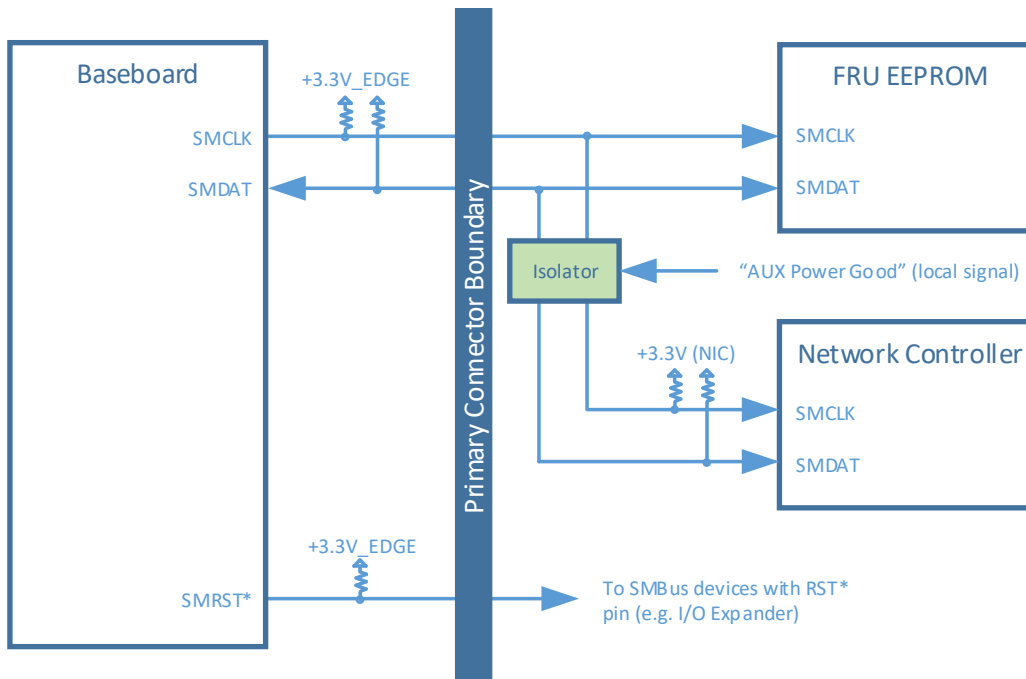 Baseboard
+3.3V_EDGE
SMCLK
SMDAT
FRU EEPROM
SMCLK
SMDAT
Primary Connector Boundary
Isolator
“AUX Power Good” (local signal)
+3.3V (NIC)
Network Controller
SMCLK
SMDAT
+3.3V_EDGE
SMRST*
To SMBus devices with RST*
pin (e.g. I/O Expander)